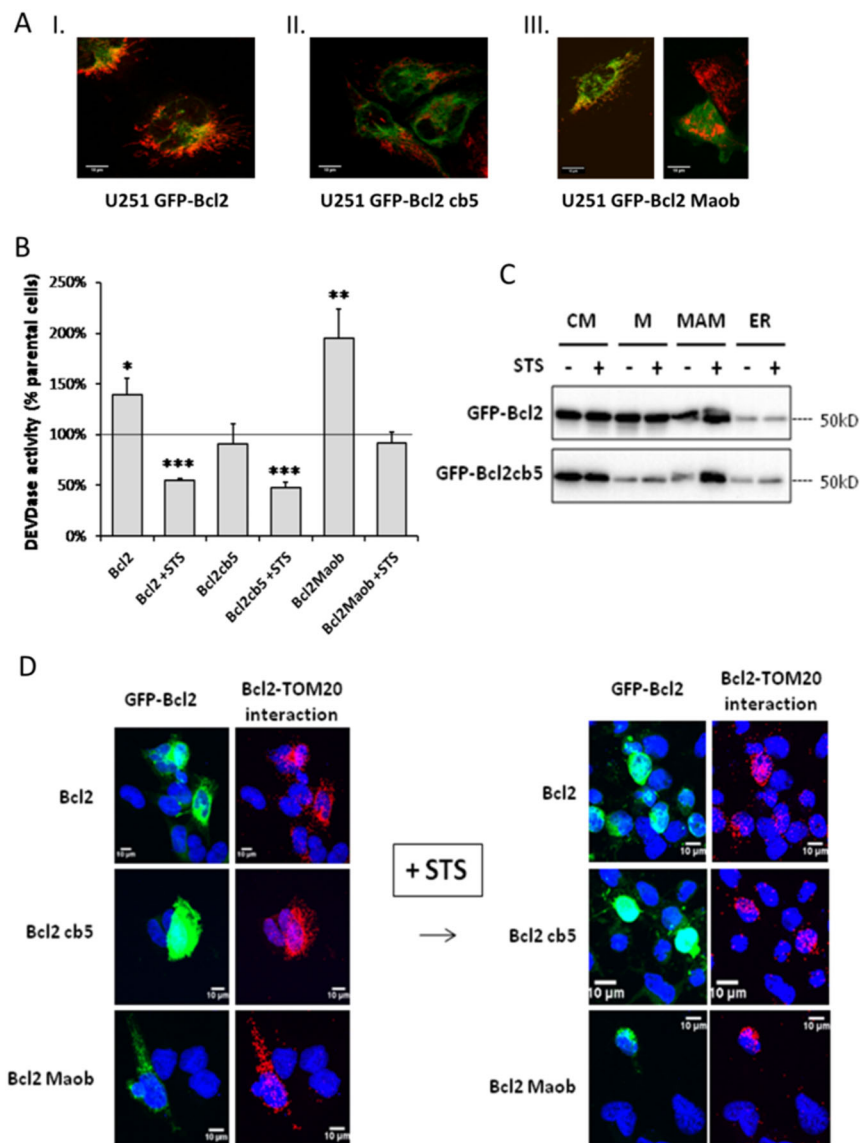 A I. II. III.
U251 GFP-Bcl2 U251 GFP-Bcl2 cb5 U251 GFP-Bcl2 Maob
B
DEVDase activity (% parental cells)
250%
200%
150%
100%
50%
0%
* *** *** **
Bcl2 Bcl2 +STS Bcl2cb5 Bcl2cb5 +STS Bcl2Maob Bcl2Maob +STS
C
CM M MAM ER
STS - + - + - + - +
GFP-Bcl2 ---- 50kD
GFP-Bcl2cb5 ---- 50kD
D
GFP-Bcl2 Bcl2-TOM20 interaction
Bcl2
10 µm 10 µm
Bcl2 cb5
10 µm 10 µm
Bcl2 Maob
10 µm 10 µm
+ STS
→
GFP-Bcl2 Bcl2-TOM20 interaction
Bcl2
10 µm 10 µm
Bcl2 cb5
10 µm 10 µm
Bcl2 Maob
10 µm 10 µm